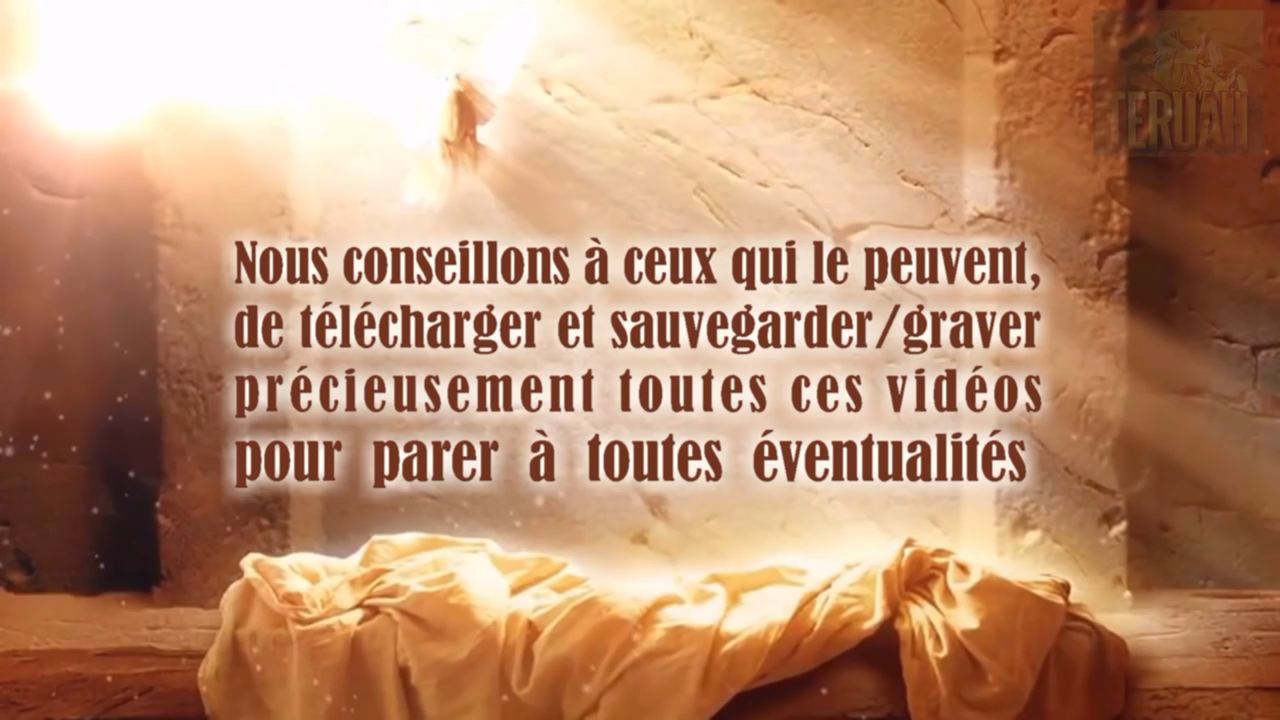 TERUAH
Nous conseillons à ceux qui le peuvent,
de télécharger et sauvegarder/graver
précieusement toutes ces vidéos
pour parer à toutes éventualités